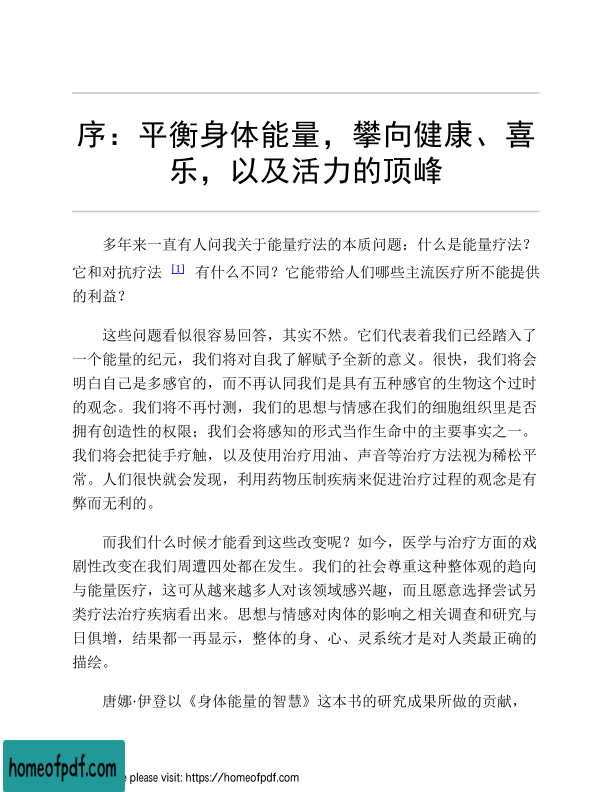 序：平衡身体能量，攀向健康、喜
乐，以及活力的顶峰
多年来一直有人问我关于能量疗法的本质问题：什么是能量疗法？
它和对抗疗法 [1] 有什么不同？它能带给人们哪些主流医疗所不能提供
的利益？
这些问题看似很容易回答，其实不然。它们代表着我们已经踏入了
一个能量的纪元，我们将对自我了解赋予全新的意义。很快，我们将会
明白自己是多感官的，而不再认同我们是具有五种感官的生物这个过时
的观念。我们将不再忖测，我们的思想与情感在我们的细胞组织里是否
拥有创造性的权限；我们会将感知的形式当作生命中的主要事实之一。
我们将会把徒手疗触，以及使用治疗用油、声音等治疗方法视为稀松平
常。人们很快就会发现，利用药物压制疾病来促进治疗过程的观念是有
弊而无利的。
而我们什么时候才能看到这些改变呢？如今，医学与治疗方面的戏
剧性改变在我们周遭四处都在发生。我们的社会尊重这种整体观的趋向
与能量医疗，这可从越来越多人对该领域感兴趣，而且愿意选择尝试另
类疗法治疗疾病看出来。思想与情感对肉体的影响之相关调查和研究与
日俱增，结果都一再显示，整体的身、心、灵系统才是对人类最正确的
描绘。
唐娜·伊登以《身体能量的智慧》这本书的研究成果所做的贡献，
homeofpdf.com
e please visit: https://homeofpdf.com